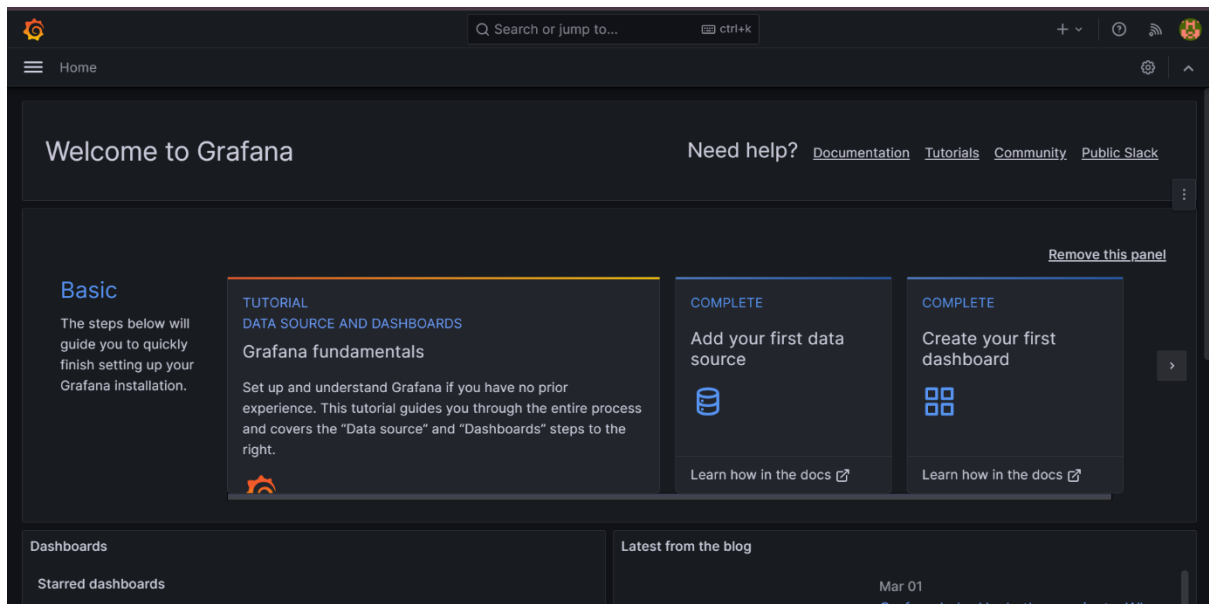 Search or jump to... ctrl+k
Home
Welcome to Grafana
Need help? Documentation Tutorials Community Public Slack
Remove this panel
Basic
The steps below will
guide you to quickly
finish setting up your
Grafana installation.
TUTORIAL
DATA SOURCE AND DASHBOARDS
Grafana fundamentals
Set up and understand Grafana if you have no prior
experience. This tutorial guides you through the entire process
and covers the “Data source” and “Dashboards” steps to the
right.
COMPLETE
Add your first data
source
Learn how in the docs
COMPLETE
Create your first
dashboard
Learn how in the docs
Dashboards
Starred dashboards
Latest from the blog
Mar 01